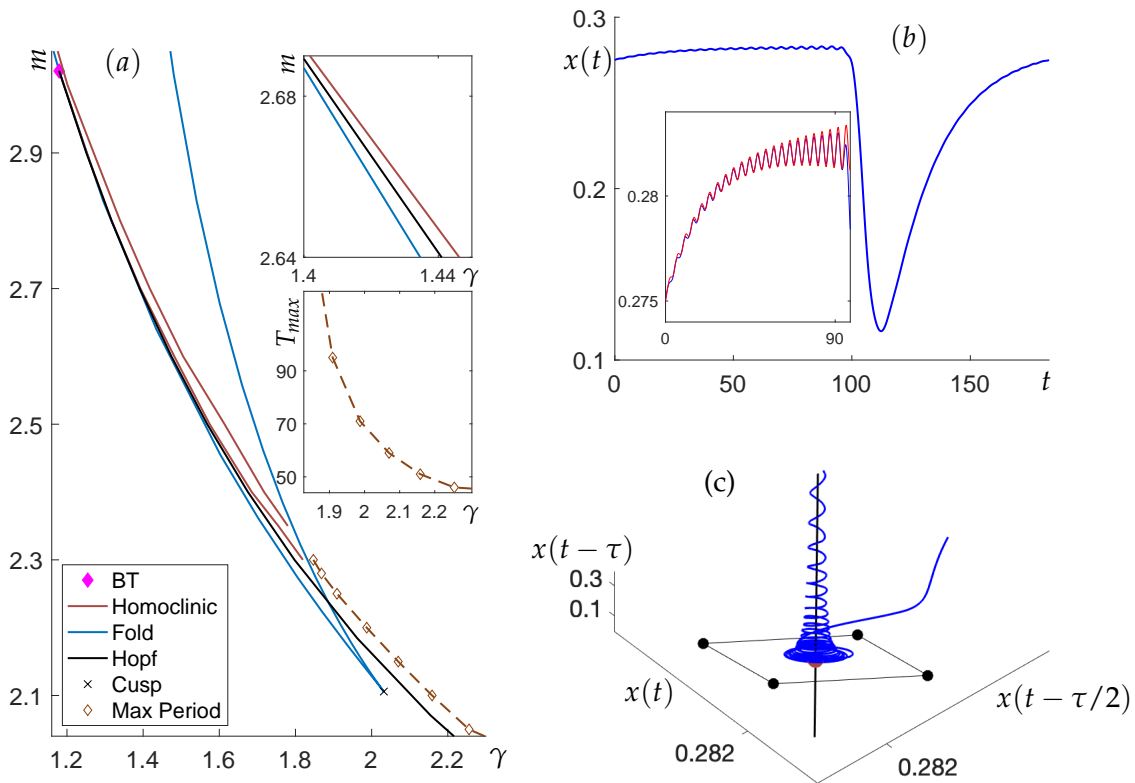 (a)
m
2.9
2.7
2.5
2.3
2.1
1.2
1.4
1.6
1.8
2
γ
BT
Homoclinic
Fold
Hopf
Cusp
Max Period
m
2.68
2.64
1.4
1.44
γ
T_max
90
70
50
1.9
2
2.1
2.2
γ
(b)
x(t)
0.3
0.2
0.1
0
50
100
150
t
0.28
0.275
0
90
(c)
x(t − τ)
0.3
0.1
x(t)
0.282
x(t − τ/2)
0.282